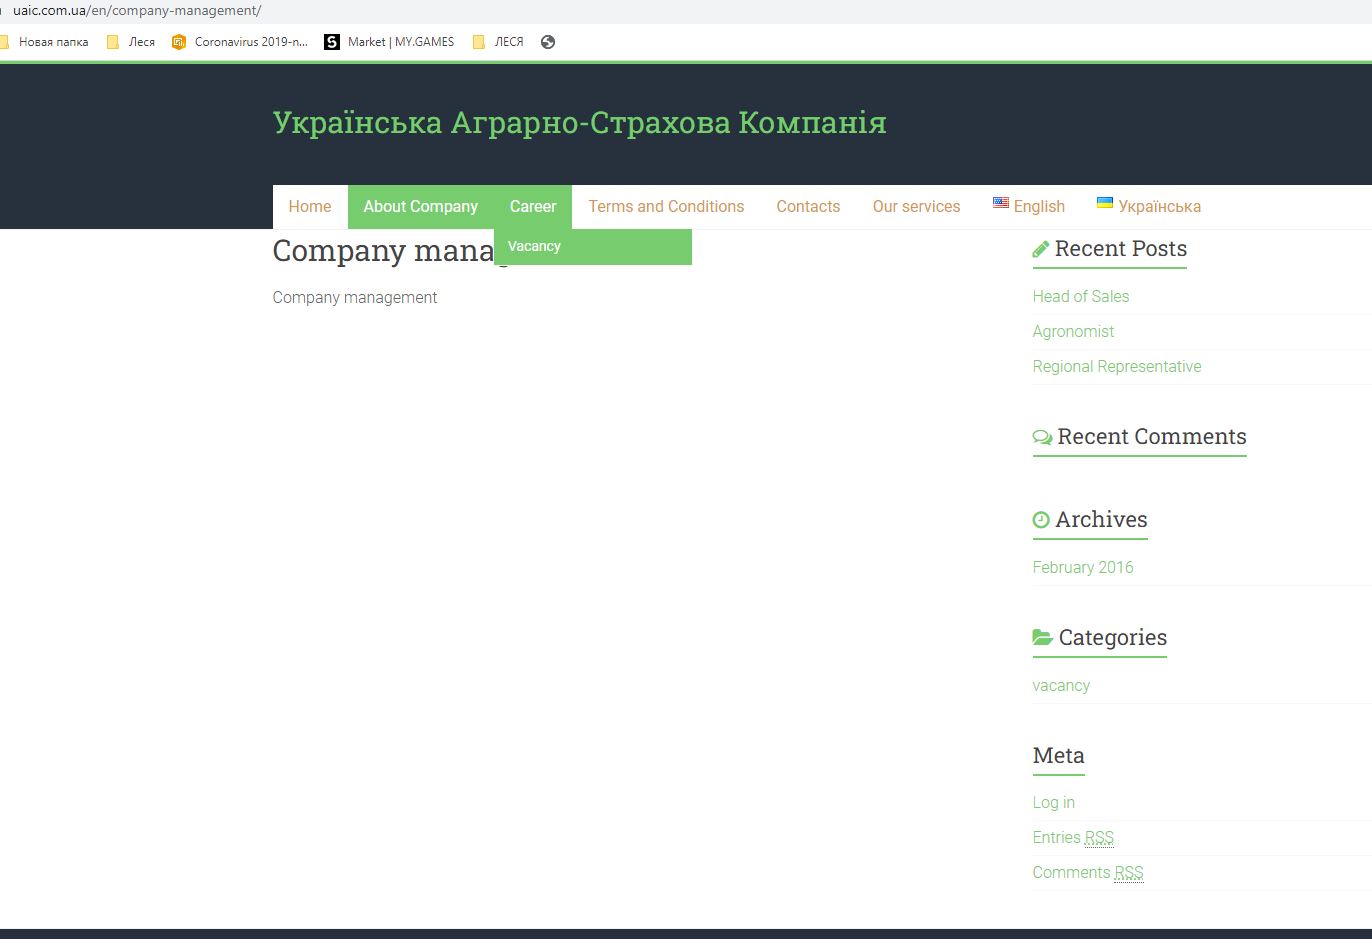 uaic.com.ua/en/company-management/
Новая папка Леся Coronavirus 2019-n... Market | MY.GAMES ЛЕСЯ
Українська Аграрно-Страхова Компанія
Home About Company Career Terms and Conditions Contacts Our services English Українська
Vacancy
Company
Company management
Recent Posts
Head of Sales
Agronomist
Regional Representative
Recent Comments
Archives
February 2016
Categories
vacancy
Meta
Log in
Entries RSS
Comments RSS